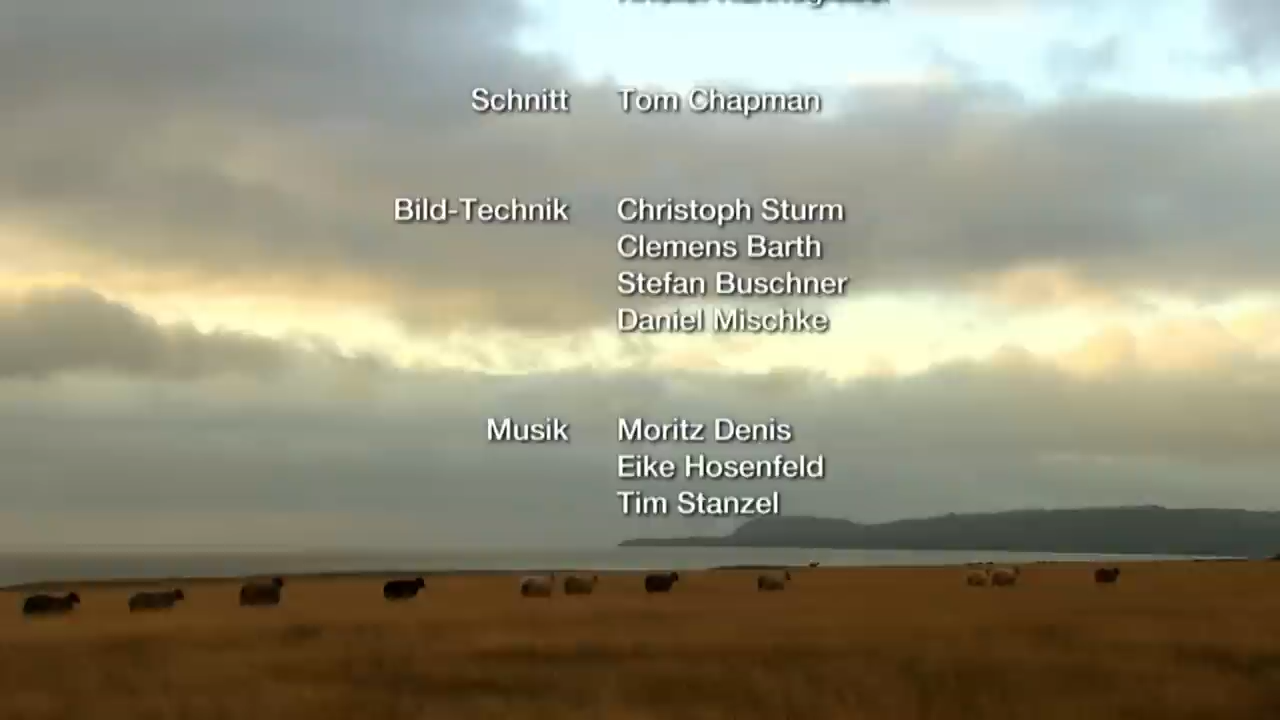 Schnitt Tom Chapman
Bild-Technik Christoph Sturm
Clemens Barth
Stefan Buschner
Daniel Mischke
Musik Moritz Denis
Eike Hosenfeld
Tim Stanzel